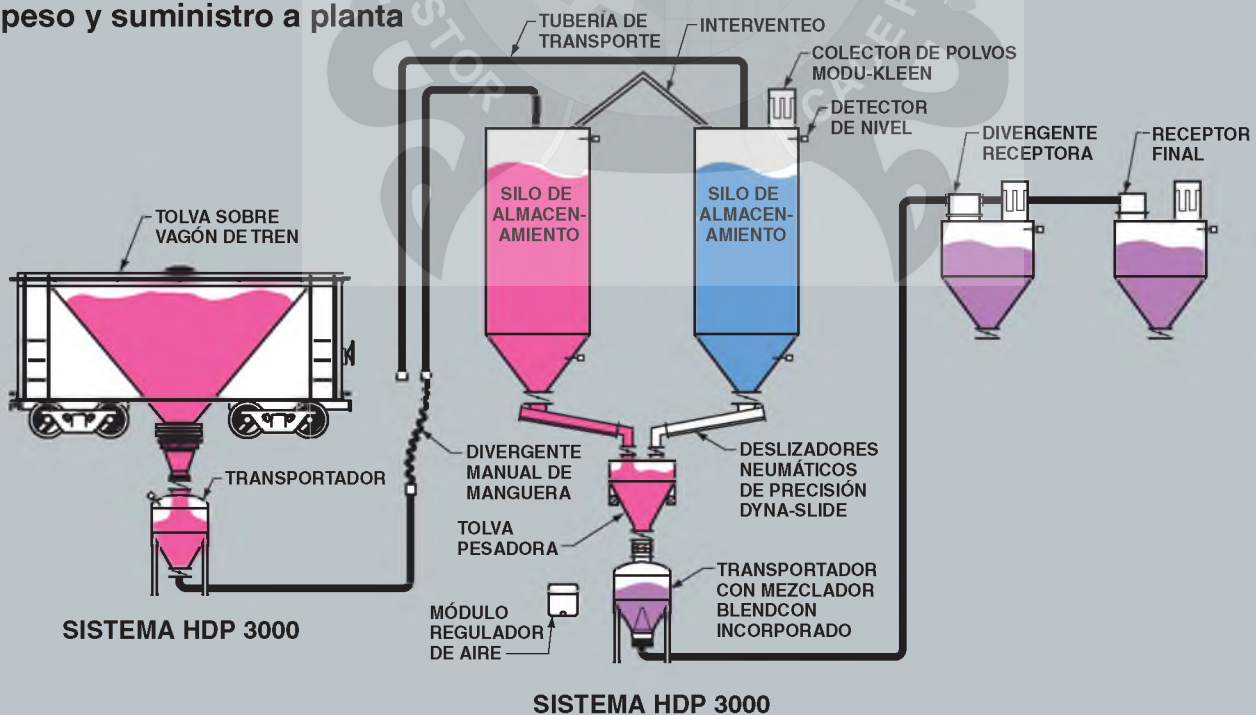 peso y suministro a planta
TUBERÍA DE
TRANSPORTE
INTERVENTEO
COLECTOR DE POLVOS
MODU-KLEEN
DETECTOR
DE NIVEL
DIVERGENTE
RECEPTORA
RECEPTOR
FINAL
TOLVA SOBRE
VAGÓN DE TREN
SILO DE
ALMACEN-
AMIENTO
SILO DE
ALMACEN-
AMIENTO
TRANSPORTADOR
DIVERGENTE
MANUAL DE
MANGUERA
DESLIZADORES
NEUMÁTICOS
DE PRECISIÓN
DYNA-SLIDE
TOLVA
PESADORA
TRANSPORTADOR
CON MEZCLADOR
BLENDCON
INCORPORADO
MÓDULO
REGULADOR
DE AIRE
SISTEMA HDP 3000
SISTEMA HDP 3000